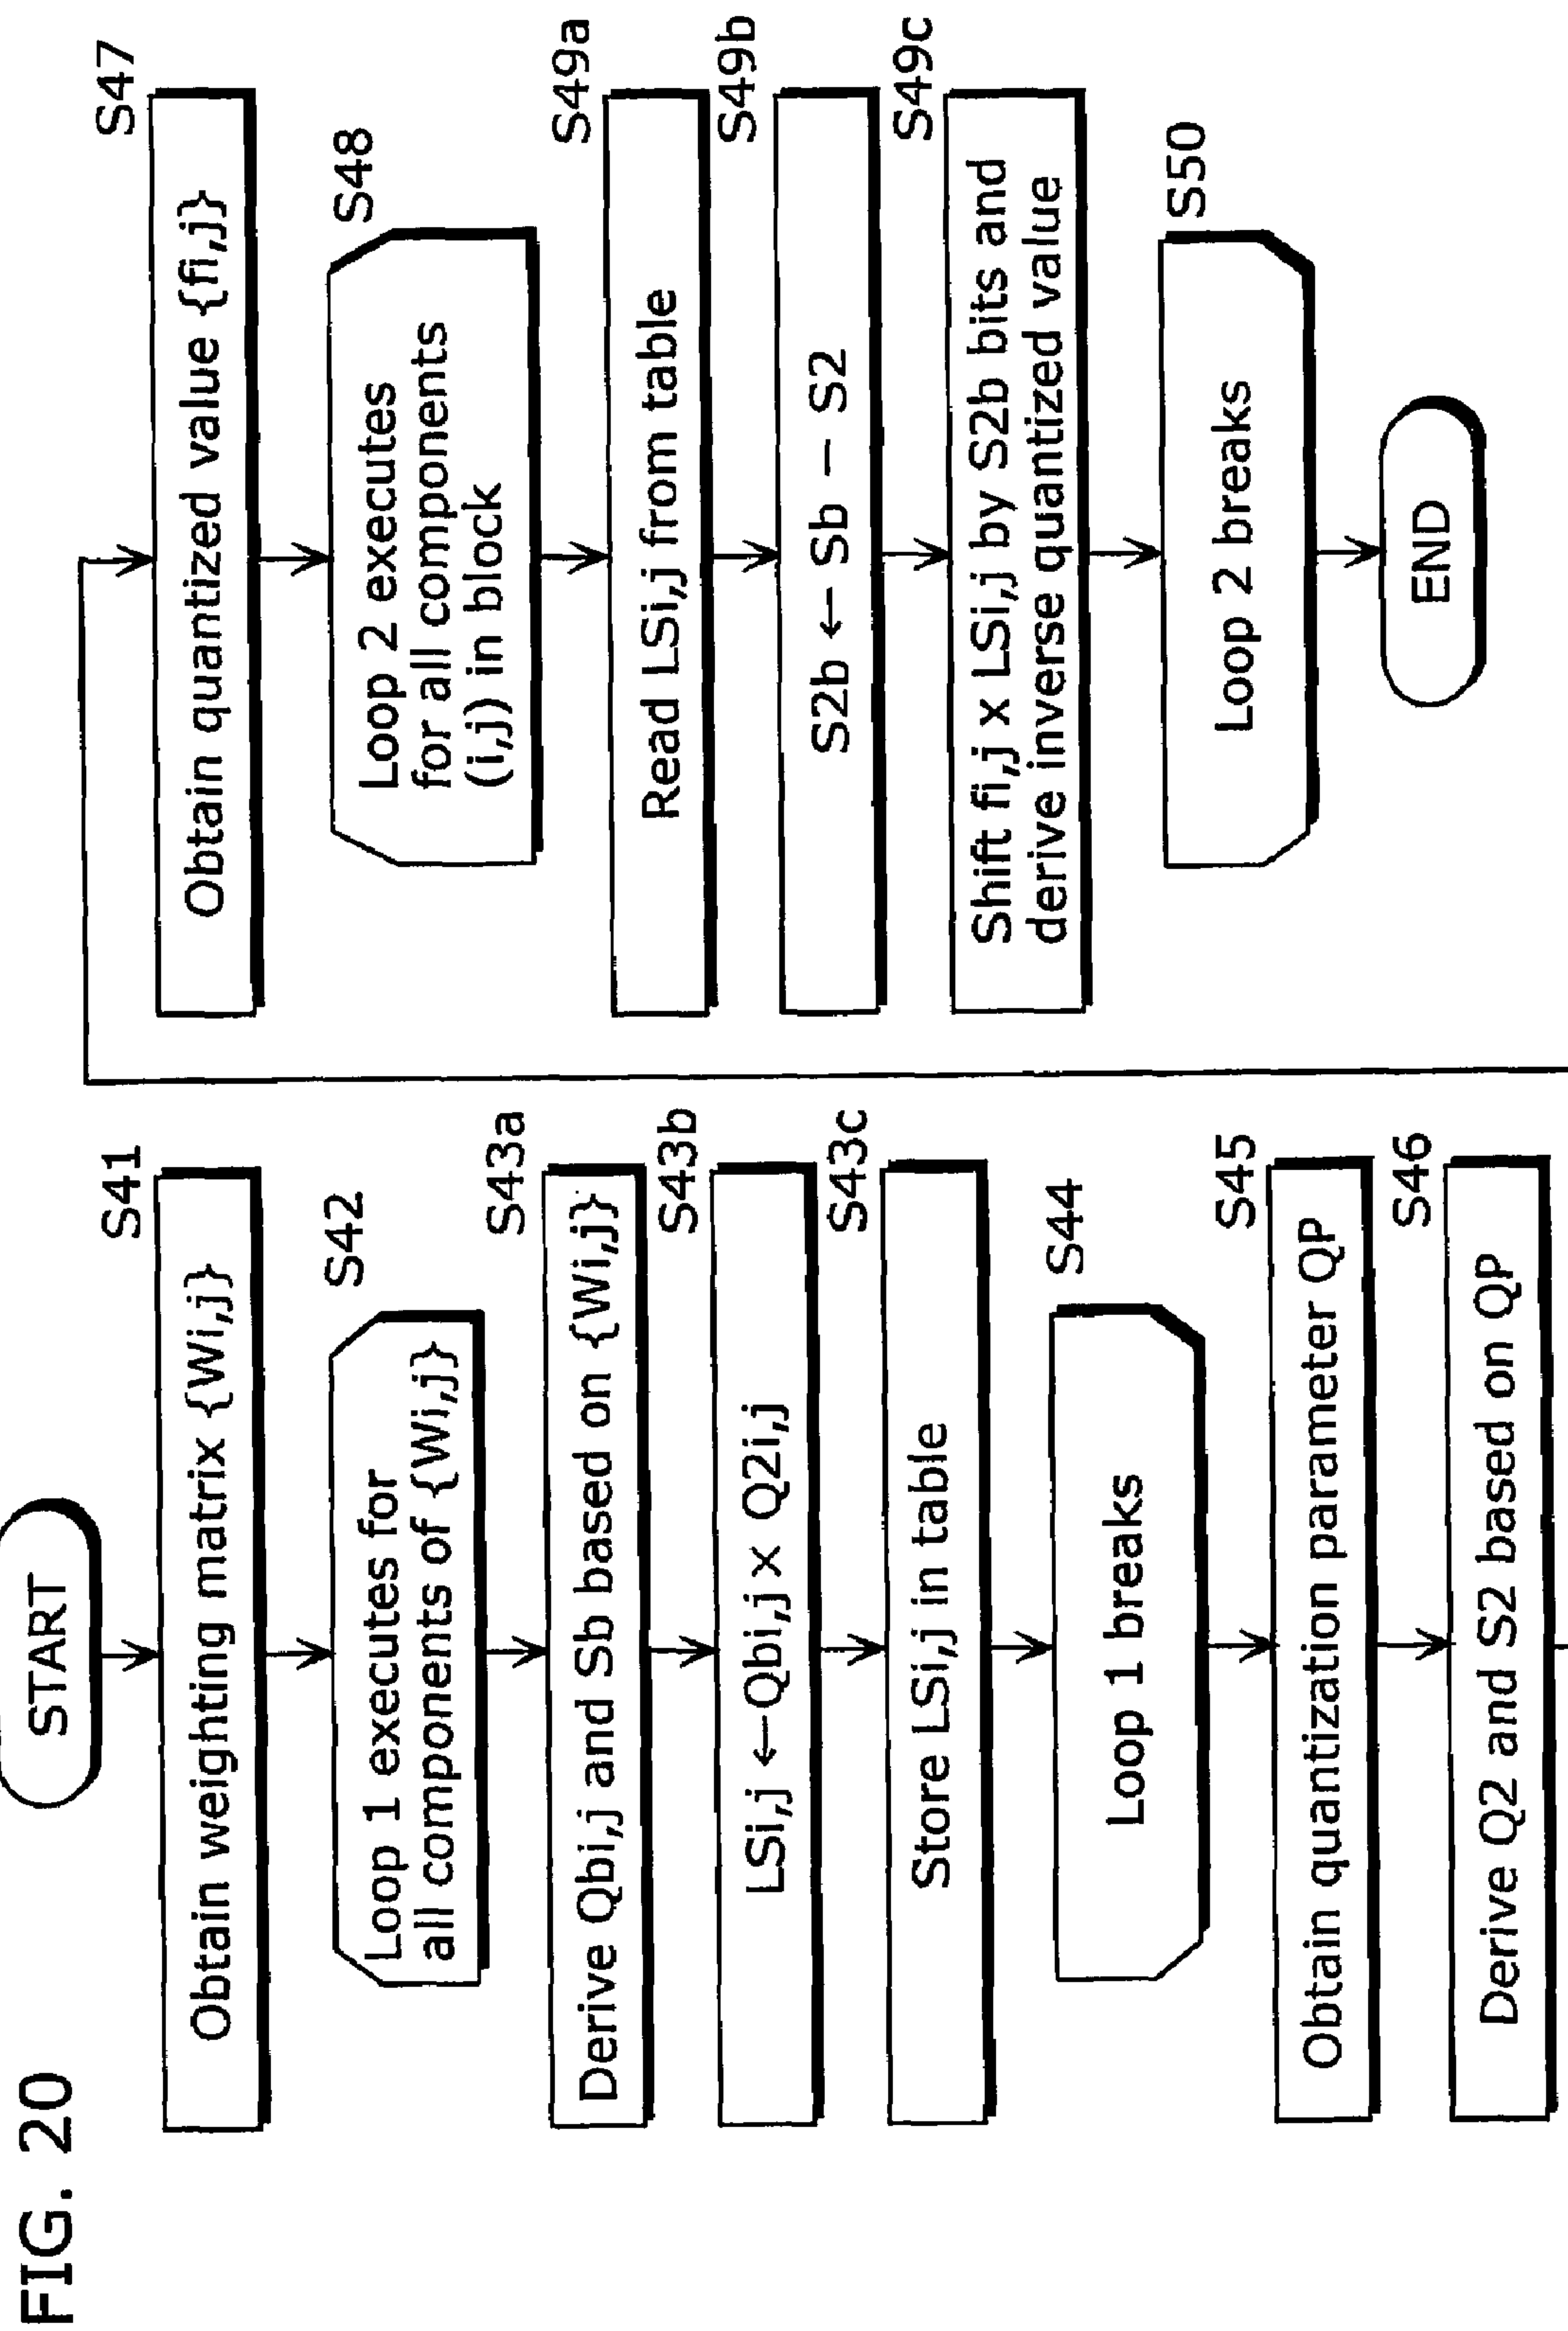 FIG. 20
START
S41
Obtain weighting matrix {Wi,j}
S42
Loop 1 executes for
all components of {Wi,j}
S43a
Derive Qbi,j and Sb based on {Wi,j}
S43b
LSi,j ← Qbi,j x Q2i,j
S43c
Store LSi,j in table
S44
Loop 1 breaks
S45
Obtain quantization parameter QP
S46
Derive Q2 and S2 based on QP
S47
Obtain quantized value {fi,j}
S48
Loop 2 executes
for all components
(i,j) in block
S49a
Read LSi,j from table
S49b
S2b ← Sb − S2
S49c
Shift fi,j x LSi,j by S2b bits and
derive inverse quantized value
S50
Loop 2 breaks
END